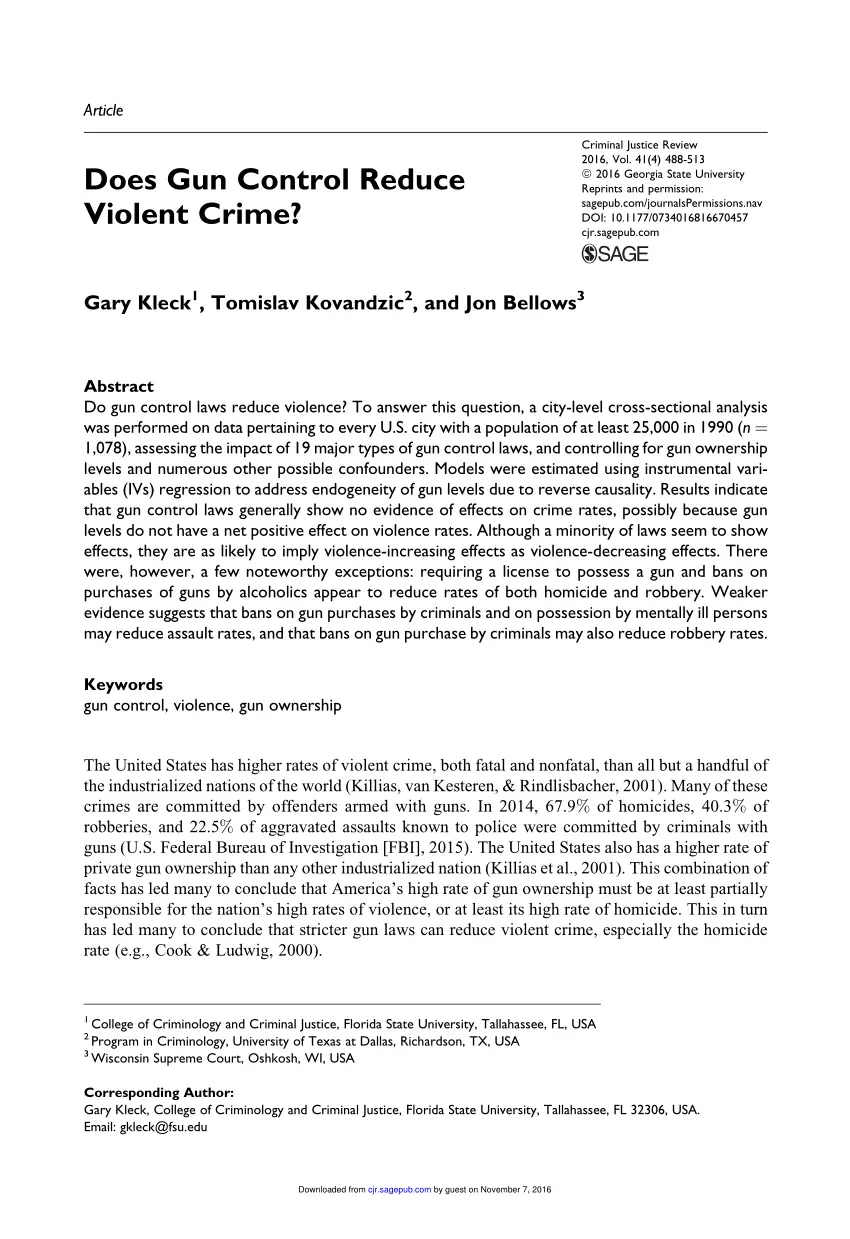 Article
Criminal Justice Review
2016, Vol. 41(4) 488-513
© 2016 Georgia State University
Reprints and permission:
sagepub.com/journalsPermissions.nav
DOI: 10.1177/0734016816670457
cjr.sagepub.com
SAGE
Does Gun Control Reduce
Violent Crime?
Gary Kleck1, Tomislav Kovandzic2, and Jon Bellows3
Abstract
Do gun control laws reduce violence? To answer this question, a city-level cross-sectional analysis
was performed on data pertaining to every U.S. city with a population of at least 25,000 in 1990 (n =
1,078), assessing the impact of 19 major types of gun control laws, and controlling for gun ownership
levels and numerous other possible confounders. Models were estimated using instrumental vari-
ables (IVs) regression to address endogeneity of gun levels due to reverse causality. Results indicate
that gun control laws generally show no evidence of effects on crime rates, possibly because gun
levels do not have a net positive effect on violence rates. Although a minority of laws seem to show
effects, they are as likely to imply violence-increasing effects as violence-decreasing effects. There
were, however, a few noteworthy exceptions: requiring a license to possess a gun and bans on
purchases of guns by alcoholics appear to reduce rates of both homicide and robbery. Weaker
evidence suggests that bans on gun purchases by criminals and on possession by mentally ill persons
may reduce assault rates, and that bans on gun purchase by criminals may also reduce robbery rates.
Keywords
gun control, violence, gun ownership
The United States has higher rates of violent crime, both fatal and nonfatal, than all but a handful of
the industrialized nations of the world (Killias, van Kesteren, & Rindlisbacher, 2001). Many of these
crimes are committed by offenders armed with guns. In 2014, 67.9% of homicides, 40.3% of
robberies, and 22.5% of aggravated assaults known to police were committed by criminals with
guns (U.S. Federal Bureau of Investigation [FBI], 2015). The United States also has a higher rate of
private gun ownership than any other industrialized nation (Killias et al., 2001). This combination of
facts has led many to conclude that America's high rate of gun ownership must be at least partially
responsible for the nation's high rates of violence, or at least its high rate of homicide. This in turn
has led many to conclude that stricter gun laws can reduce violent crime, especially the homicide
rate (e.g., Cook & Ludwig, 2000).
1 College of Criminology and Criminal Justice, Florida State University, Tallahassee, FL, USA
2 Program in Criminology, University of Texas at Dallas, Richardson, TX, USA
3 Wisconsin Supreme Court, Oshkosh, WI, USA
Corresponding Author:
Gary Kleck, College of Criminology and Criminal Justice, Florida State University, Tallahassee, FL 32306, USA.
Email: gkleck@fsu.edu
Downloaded from cjr.sagepub.com by guest on November 7, 2016